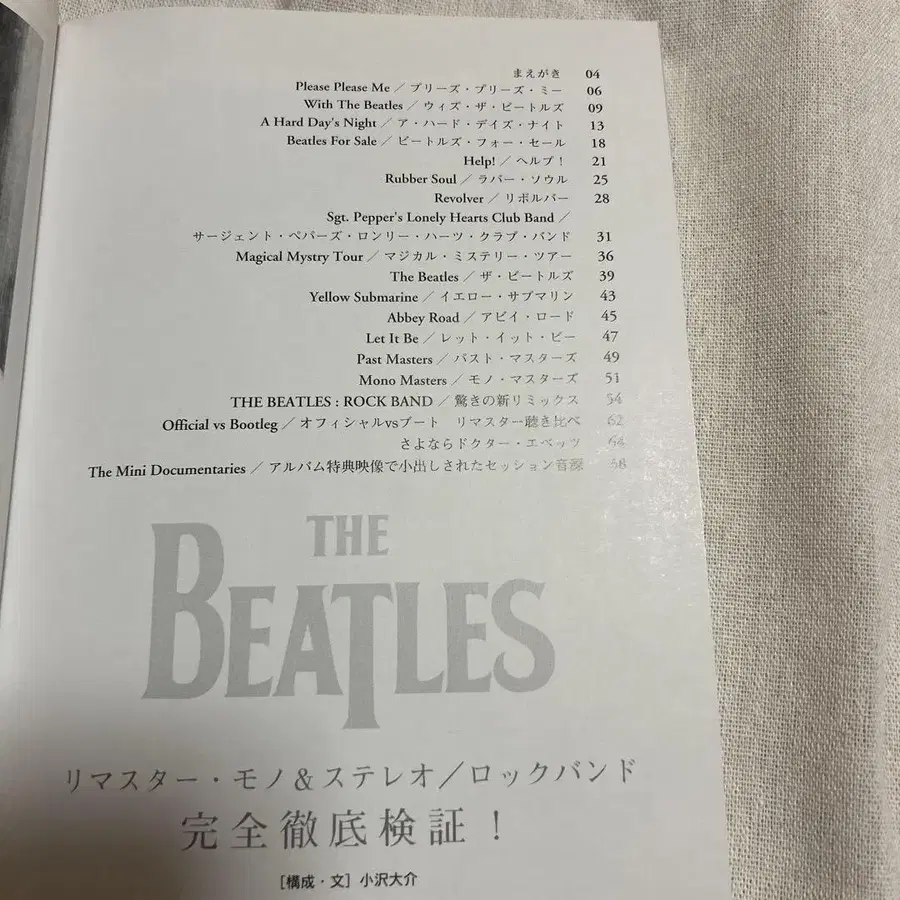 まえがき 04
Please Please Me／プリーズ・プリーズ・ミー 06
With The Beatles／ウィズ・ザ・ビートルズ 09
A Hard Day's Night／ア・ハード・デイズ・ナイト 13
Beatles For Sale／ビートルズ・フォー・セール 18
Help!／ヘルプ！ 21
Rubber Soul／ラバー・ソウル 25
Revolver／リボルバー 28
Sgt. Pepper's Lonely Hearts Club Band／
サージェント・ペパーズ・ロンリー・ハーツ・クラブ・バンド 31
Magical Mystry Tour／マジカル・ミステリー・ツアー 36
The Beatles／ザ・ビートルズ 39
Yellow Submarine／イエロー・サブマリン 43
Abbey Road／アビイ・ロード 45
Let It Be／レット・イット・ビー 47
Past Masters／パスト・マスターズ 49
Mono Masters／モノ・マスターズ 51
THE BEATLES : ROCK BAND／驚きの新リミックス 54
Official vs Bootleg／オフィシャルvsブート　リマスター聴き比べ 62
さよならドクター・エベッツ 64
The Mini Documentaries／アルバム特典映像で小出しされたセッション音源 68
THE
BEATLES
リマスター・モノ＆ステレオ／ロックバンド
完全徹底検証！
［構成・文］小沢大介